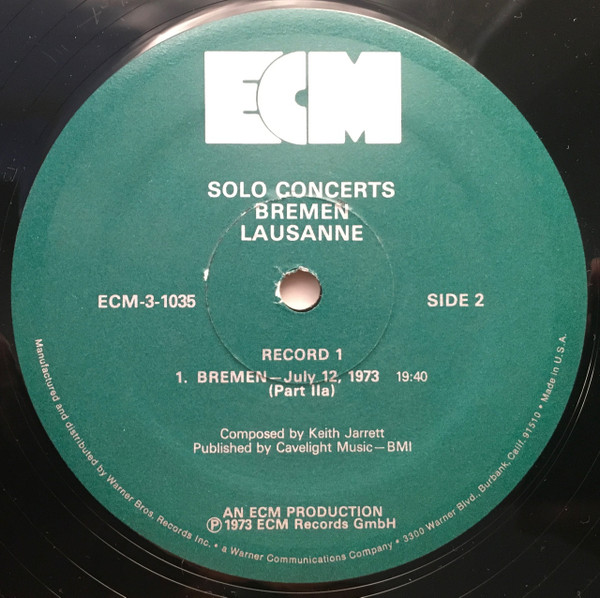 ECM
SOLO CONCERTS
BREMEN
LAUSANNE
ECM-3-1035
SIDE 2
RECORD 1
1. BREMEN—July 12, 1973 19:40
(Part IIa)
Composed by Keith Jarrett
Published by Cavelight Music—BMI
AN ECM PRODUCTION
℗ 1973 ECM Records GmbH
Manufactured and distributed by Warner Bros. Records Inc. • a Warner Communications Company • 3300 Warner Blvd., Burbank, Calif. 91510 • Made in U.S.A.